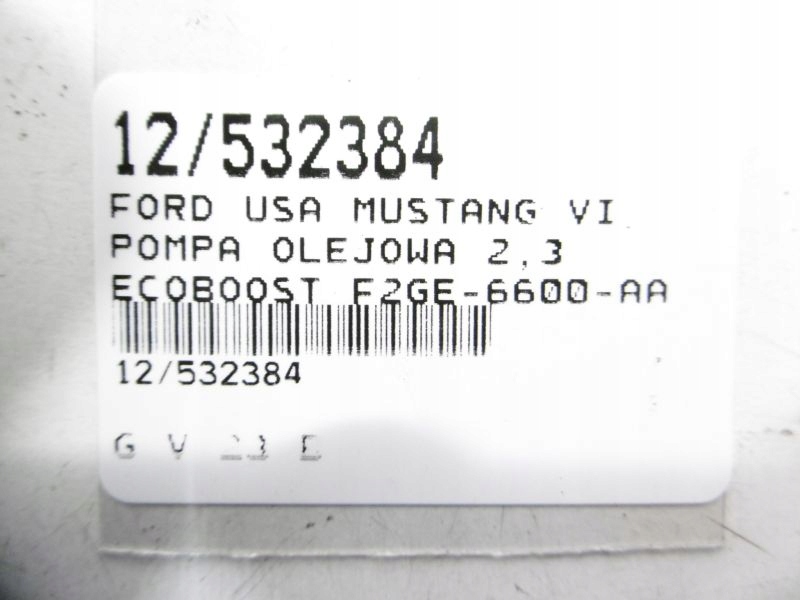 12/532384
FORD USA MUSTANG VI
POMPA OLEJOWA 2,3
ECOBOOST F2GE-6600-AA
12/532384
G V